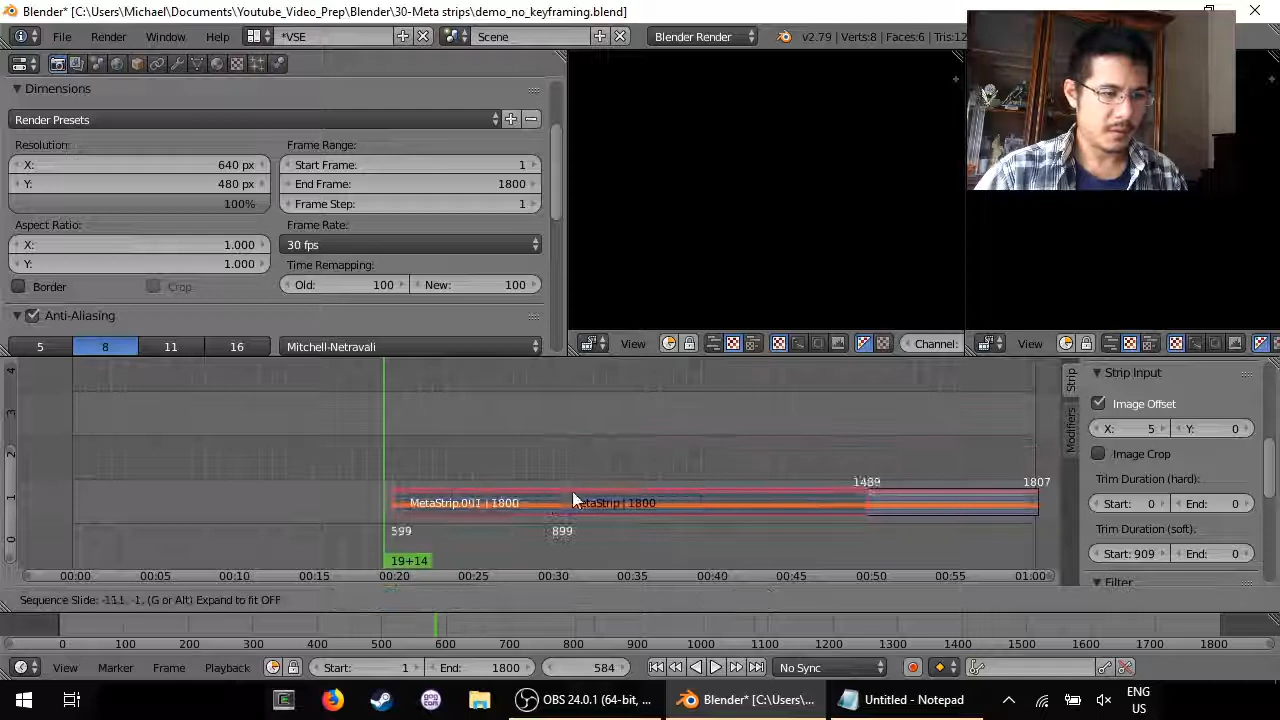 Blender* [C:\Users\Michael\Documents\Youtube_Video_Prep\Blender\30-Meta strips\demo_no_keyframing.blend]
File Render Window Help *VSE Scene Blender Render v2.79 | Verts:8 | Faces:6 | Tris:12
Dimensions
Render Presets
Resolution: Frame Range:
X: 640 px Start Frame: 1
Y: 480 px End Frame: 1800
100% Frame Step: 1
Aspect Ratio: Frame Rate:
X: 1.000 30 fps
Y: 1.000 Time Remapping:
Border Crop Old: 100 New: 100
Anti-Aliasing
5 8 11 16 Mitchell-Netravali
View Channel: View
4
3
2
1
0
1489 1807
MetaStrip.001 | 1800 taStrip | 1800
599 899
19+14
00:00 00:05 00:10 00:15 00:20 00:25 00:30 00:35 00:40 00:45 00:50 00:55 01:00
Strip
Modifiers
Strip Input
Image Offset
X: 5 Y: 0
Image Crop
Trim Duration (hard):
Start: 0 End: 0
Trim Duration (soft):
Start: 909 End: 0
Filter
Sequence Slide: -111 -1, (G or Alt) Expand to fit OFF
0 100 200 300 400 500 600 700 800 900 1000 1100 1200 1300 1400 1500 1600 1700 1800
View Marker Frame Playback Start: 1 End: 1800 584 No Sync
OBS 24.0.1 (64-bit, ... Blender* [C:\Users\... Untitled - Notepad ENG
US